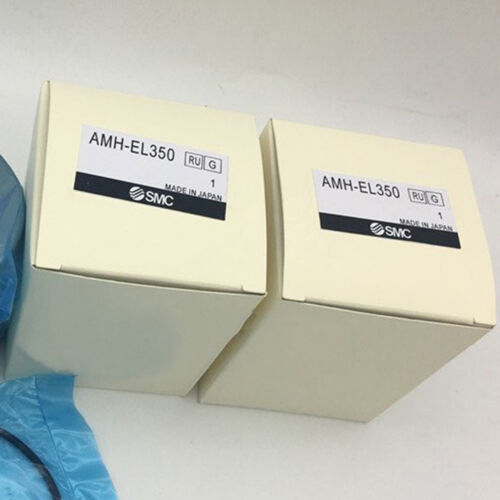 AMH-EL350 RU G
1
MADE IN JAPAN
SMC
AMH-EL350 RU G
1
MADE IN JAPAN
SMC